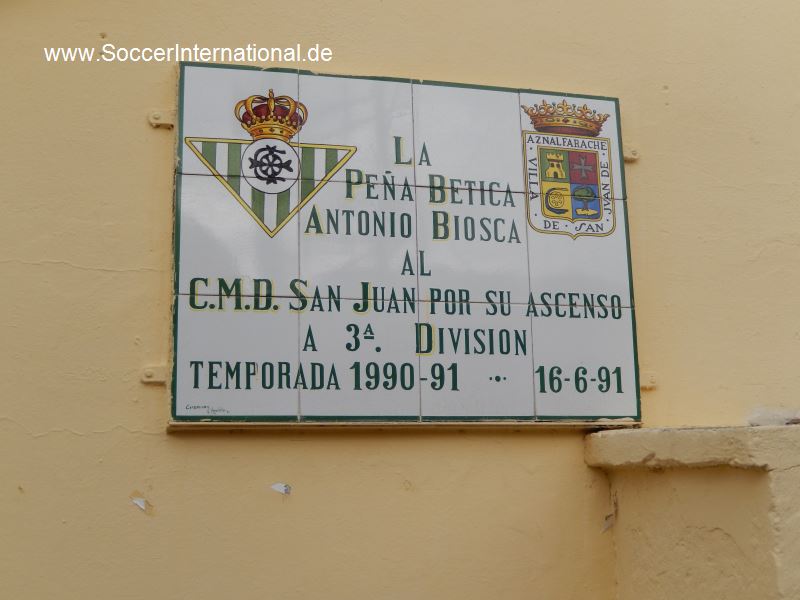 www.SoccerInternational.de
LA
PEÑA BETICA
ANTONIO BIOSCA
AL
C.M.D. SAN JUAN POR SU ASCENSO
A 3ª. DIVISION
TEMPORADA 1990-91 ··· 16-6-91
AZNALFARACHE
VILLA
DE SAN
JVAN DE